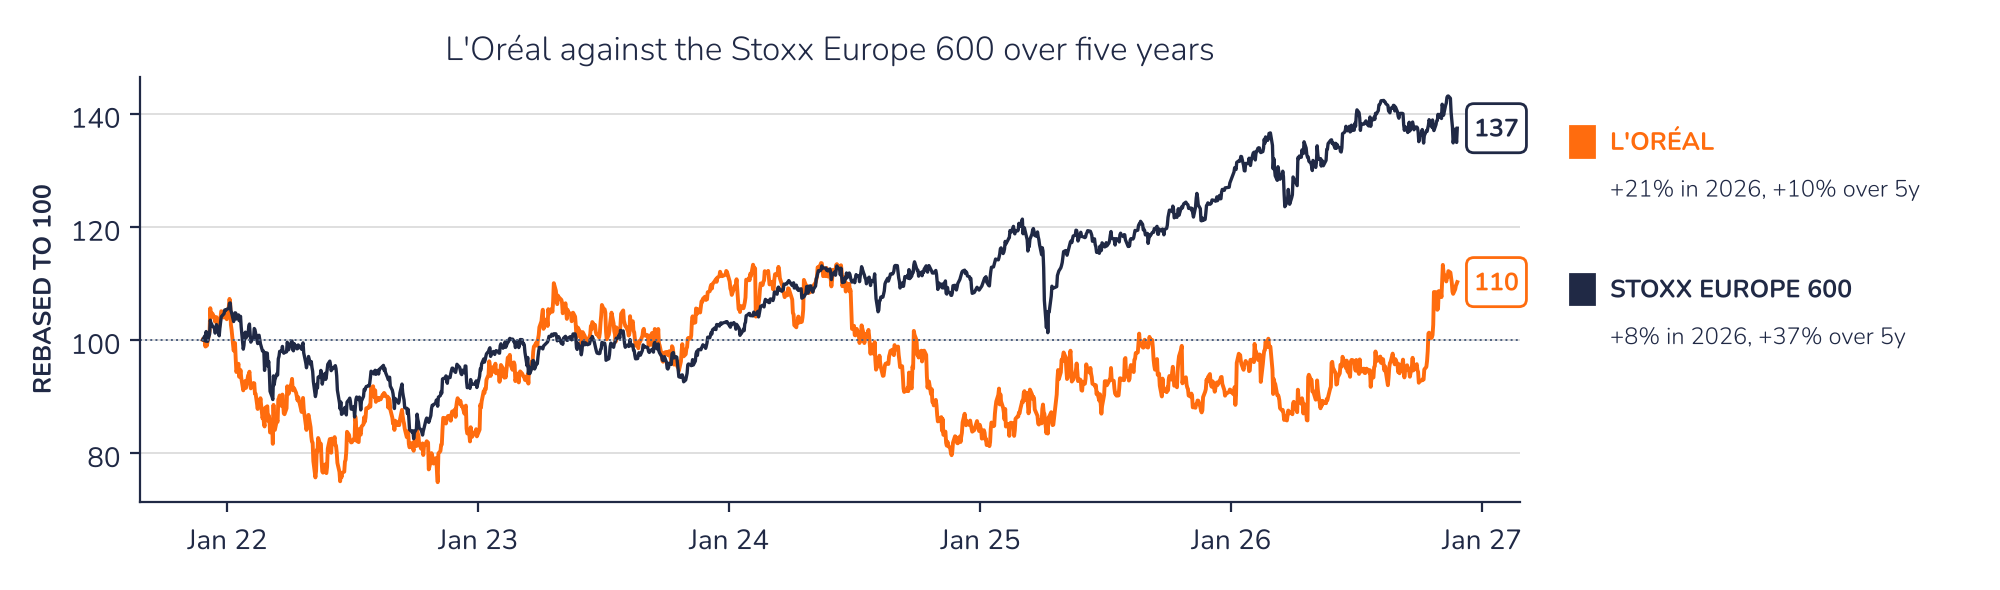 L'Oréal against the Stoxx Europe 600 over five years
REBASED TO 100
140
120
100
80
Jan 22
Jan 23
Jan 24
Jan 25
Jan 26
Jan 27
137
110
L'ORÉAL
+21% in 2026, +10% over 5y
STOXX EUROPE 600
+8% in 2026, +37% over 5y